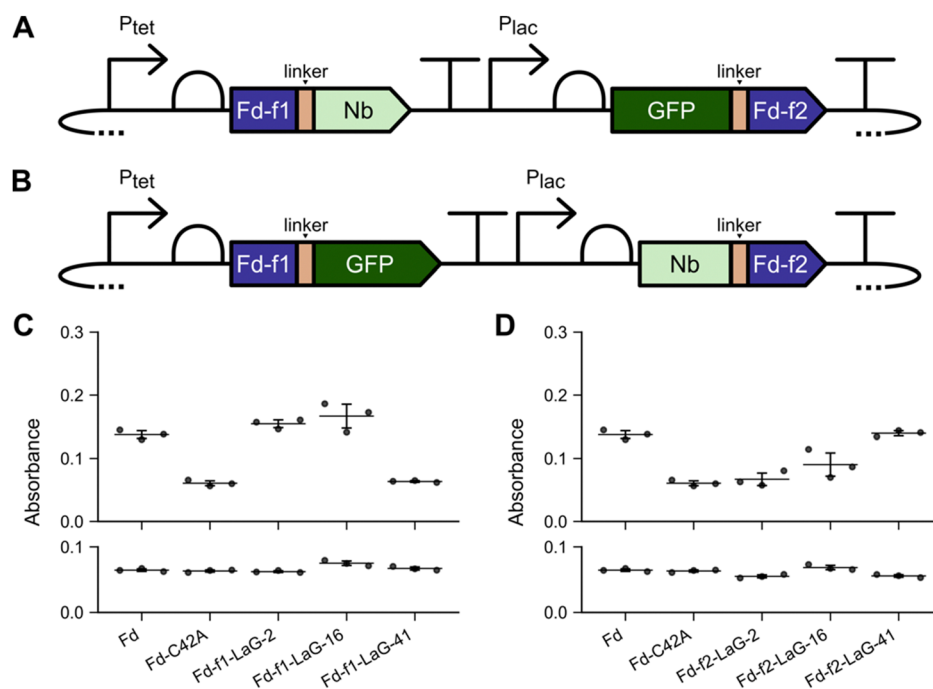 A
Ptet
Plac
linker
linker
Fd-f1
Nb
GFP
Fd-f2
B
Ptet
Plac
linker
linker
Fd-f1
GFP
Nb
Fd-f2
C
0.3
0.2
0.1
0.0
Absorbance
0.1
0.0
Fd
Fd-C42A
Fd-f1-LaG-2
Fd-f1-LaG-16
Fd-f1-LaG-41
D
0.3
0.2
0.1
0.0
Absorbance
0.1
0.0
Fd
Fd-C42A
Fd-f2-LaG-2
Fd-f2-LaG-16
Fd-f2-LaG-41